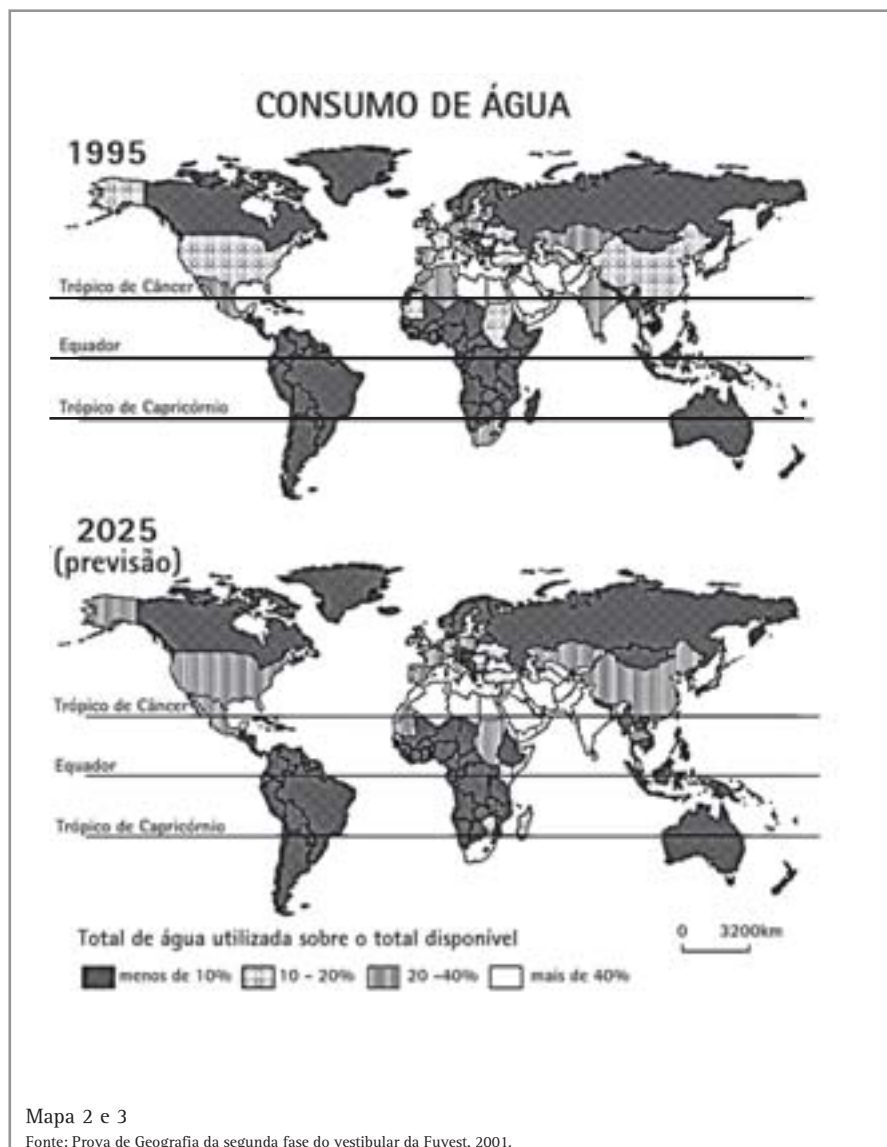 CONSUMO DE ÁGUA
1995
Trópico de Câncer
Equador
Trópico de Capricórnio
2025
(previsão)
Trópico de Câncer
Equador
Trópico de Capricórnio
Total de água utilizada sobre o total disponível
0 3200km
menos de 10% 10 - 20% 20 -40% mais de 40%
Mapa 2 e 3
Fonte: Prova de Geografia da segunda fase do vestibular da Fuvest, 2001.